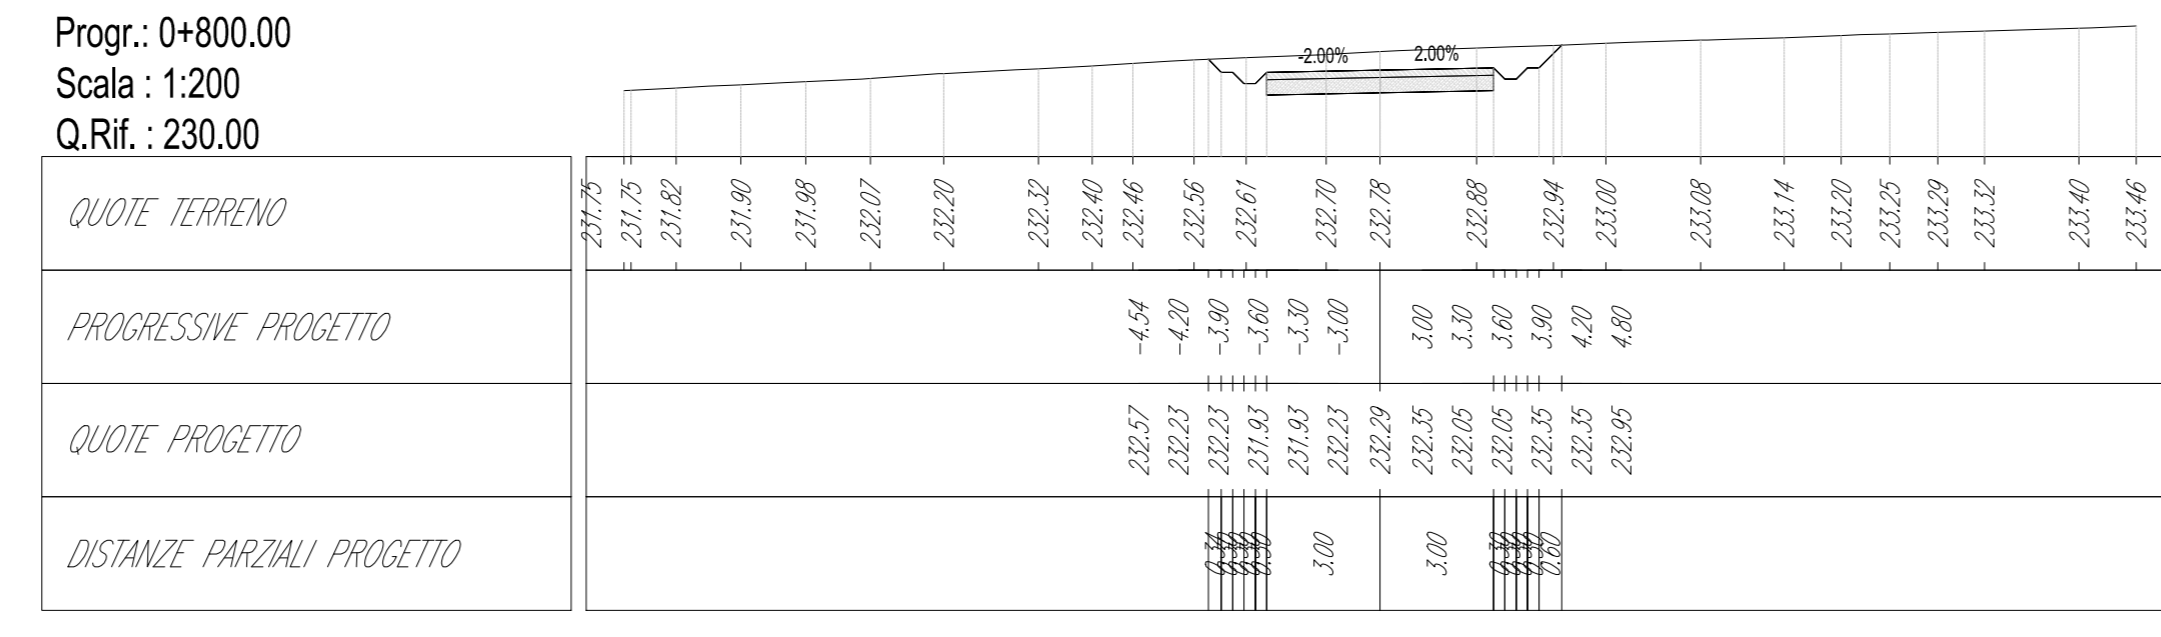 Progr.: 0+800.00
Scala : 1:200
Q.Rif. : 230.00
-2.00% 2.00%
QUOTE TERRENO 231.75 231.75 231.82 231.90 231.98 232.07 232.20 232.32 232.40 232.46 232.56 232.61 232.70 232.78 232.88 232.94 233.00 233.08 233.14 233.20 233.25 233.29 233.32 233.40 233.46
PROGRESSIVE PROGETTO -4.54 -4.20 -3.90 -3.60 -3.30 -3.00 3.00 3.30 3.60 3.90 4.20 4.80
QUOTE PROGETTO 232.57 232.23 232.23 231.93 231.93 232.23 232.29 232.35 232.05 232.05 232.35 232.35 232.95
DISTANZE PARZIALI PROGETTO 0.34 0.30 3.00 3.00 0.30 0.60